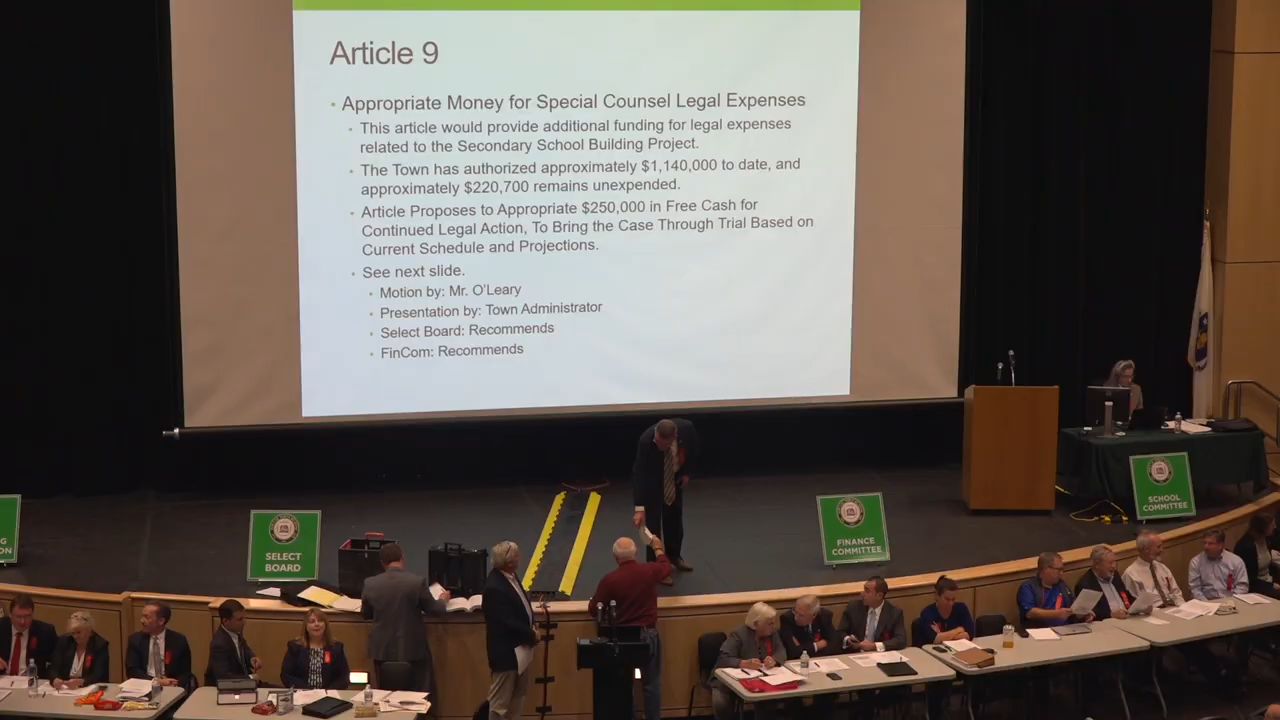 Article 9
Appropriate Money for Special Counsel Legal Expenses
This article would provide additional funding for legal expenses
related to the Secondary School Building Project.
The Town has authorized approximately $1,140,000 to date, and
approximately $220,700 remains unexpended.
Article Proposes to Appropriate $250,000 in Free Cash for
Continued Legal Action, To Bring the Case Through Trial Based on
Current Schedule and Projections.
See next slide.
Motion by: Mr. O'Leary
Presentation by: Town Administrator
Select Board: Recommends
FinCom: Recommends
SELECT
BOARD
FINANCE
COMMITTEE
SCHOOL
COMMITTEE